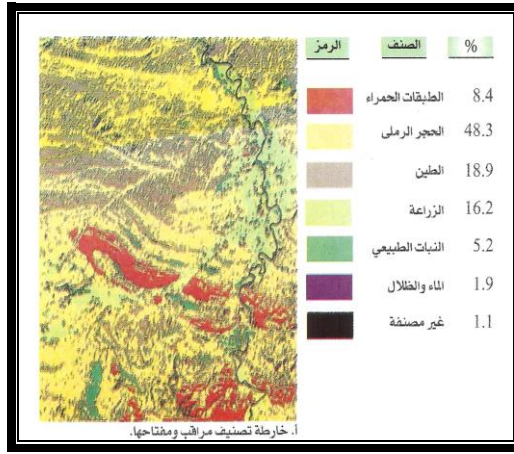 الرمز الصنف %
الطبقات الحمراء 8.4
الحجر الرملى 48.3
الطين 18.9
الزراعة 16.2
النبات الطبيعي 5.2
الماء والظلال 1.9
غير مصنفة 1.1
أ. خارطة تصنيف مراقب ومفتاحها.